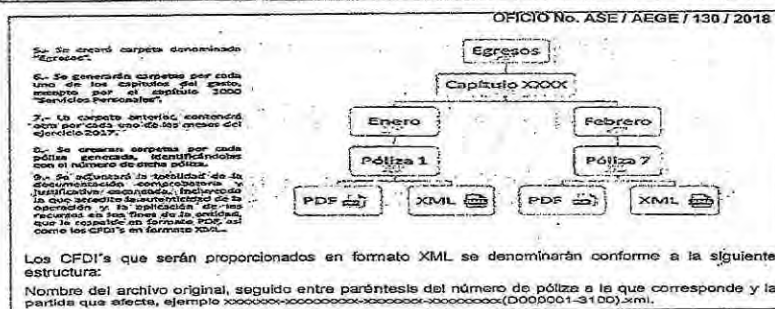 OFICIO No. ASE / AEGE / 130 / 2018
5.- Se creará carpeta denominado
"Egresos".
6.- Se generarán carpetas por cada
uno de los capítulos del gasto,
excepto por el capítulo 1000
"Servicios Personales".
7.- La carpeta anterior, contendrá
otra por cada uno de los meses del
ejercicio 2017.
8.- Se crearan carpetas por cada
póliza generada, identificándolas
con el número de dicha póliza.
9.- Se adjuntará la totalidad de la
documentación comprobatoria y
justificativa escaneada, incluyendo
la que acredite la autenticidad de la
operación y la aplicación de los
recursos en los fines de la entidad,
que lo respalde en formato PDF, así
como los CFDI's en formato XML.
Egresos
Capítulo XXXX
Enero
Febrero
Póliza 1
Póliza 7
PDF
XML
PDF
XML
Los CFDI's que serán proporcionados en formato XML se denominarán conforme a la siguiente
estructura:
Nombre del archivo original, seguido entre paréntesis del número de póliza a la que corresponde y la
partida que afecta, ejemplo (D000001-3100).xml.